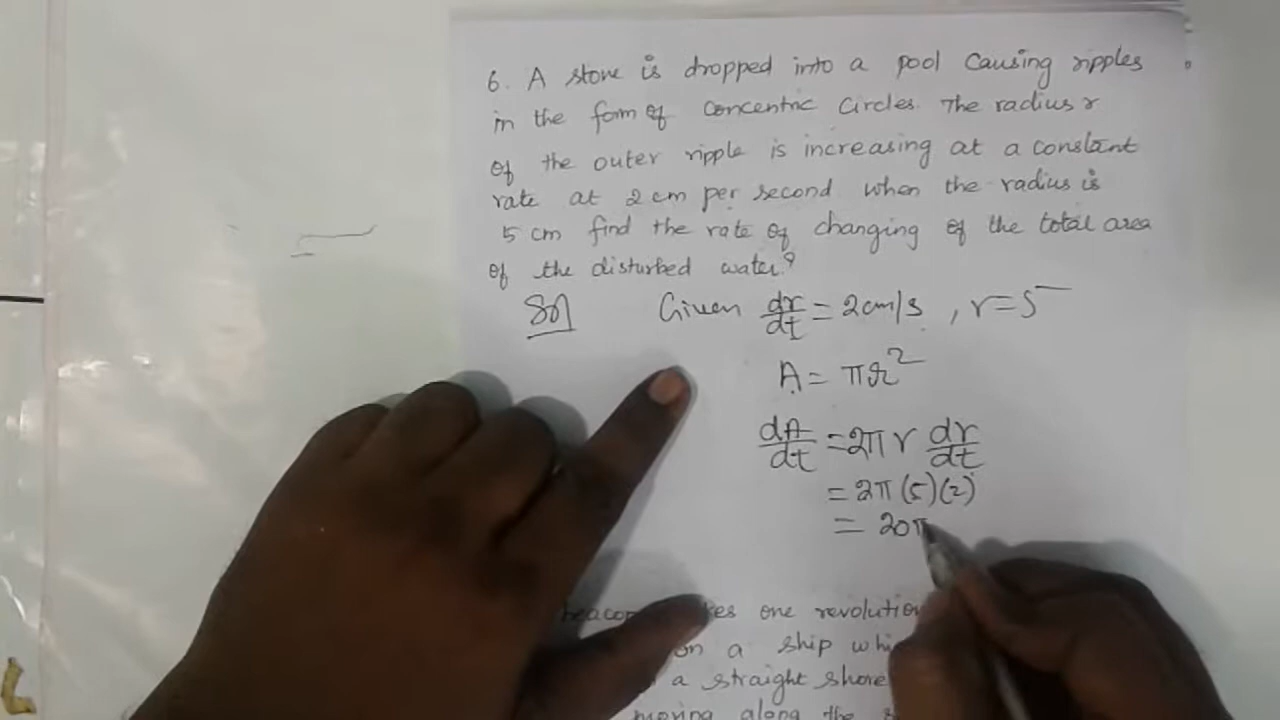 6. A stone is dropped into a pool causing ripples
in the form of concentric circles. The radius r
of the outer ripple is increasing at a constant
rate at 2 cm per second when the radius is
5 cm find the rate of changing of the total area
of the disturbed water?
Sol Given dr/dt = 2cm/s, r=5
A = πr²
dA/dt = 2πr dr/dt
= 2π(5)(2)
= 20π
one revolution
on a ship
a straight shore
moving along the